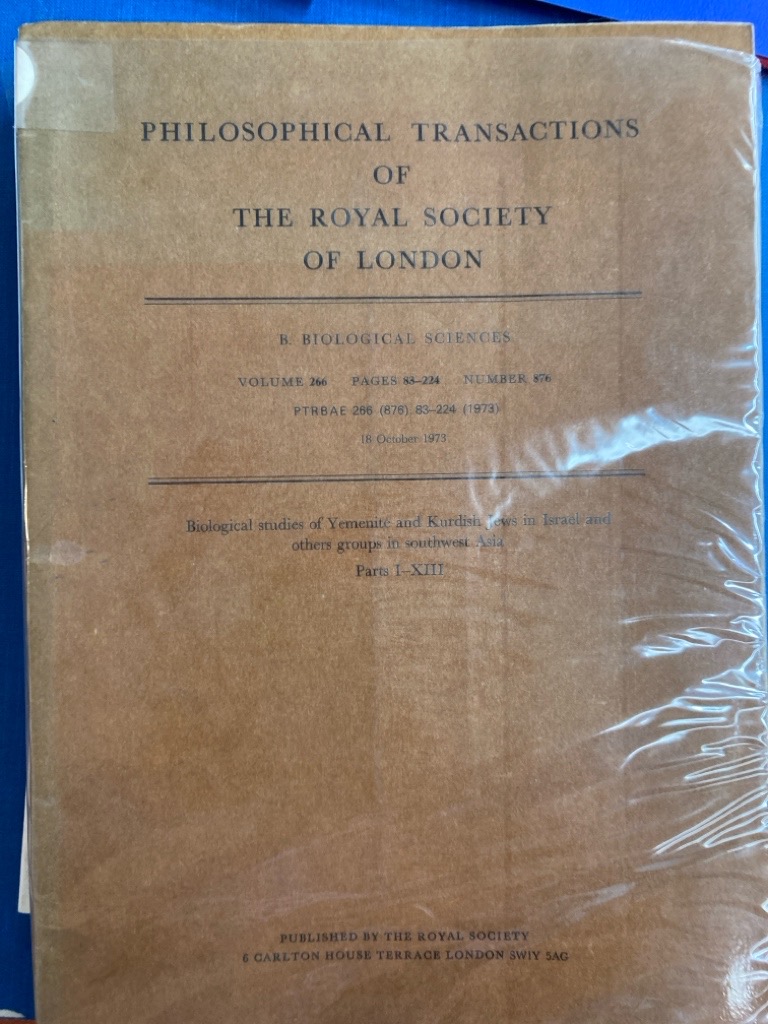 PHILOSOPHICAL TRANSACTIONS
OF
THE ROYAL SOCIETY
OF LONDON
B. BIOLOGICAL SCIENCES
VOLUME 266 PAGES 83–224 NUMBER 876
PTRBAE 266 (876) 83–224 (1973)
18 October 1973
Biological studies of Yemenite and Kurdish Jews in Israel and
others groups in southwest Asia
Parts I–XIII
PUBLISHED BY THE ROYAL SOCIETY
6 CARLTON HOUSE TERRACE LONDON SW1Y 5AG